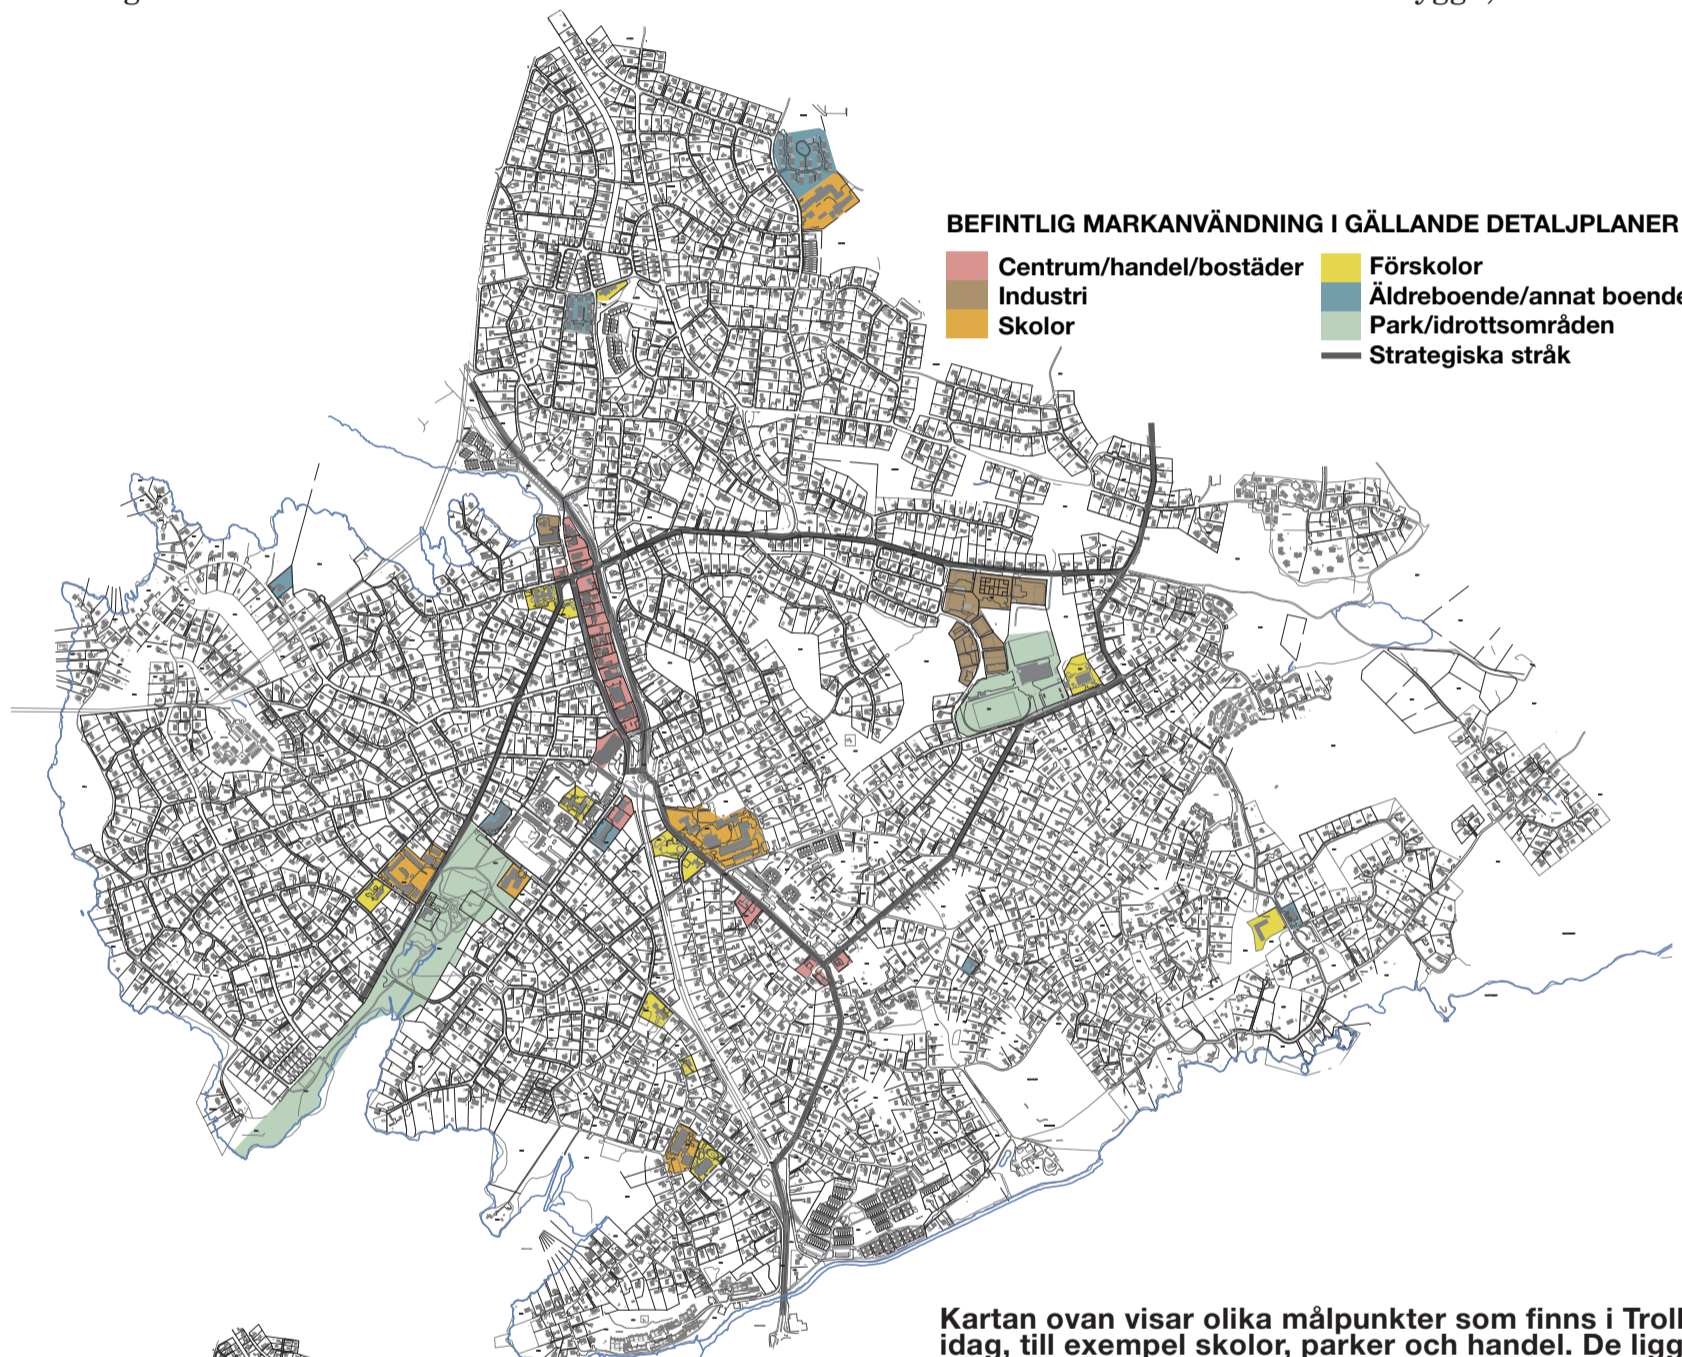 BEFINTLIG MARKANVÄNDNING I GÄLLANDE DETALJPLANER
Centrum/handel/bostäder
Industri
Skolor
Förskolor
Äldreboende/annat boende
Park/idrottsområden
Strategiska stråk
Kartan ovan visar olika målpunkter som finns i Troll
idag, till exempel skolor, parker och handel. De ligg